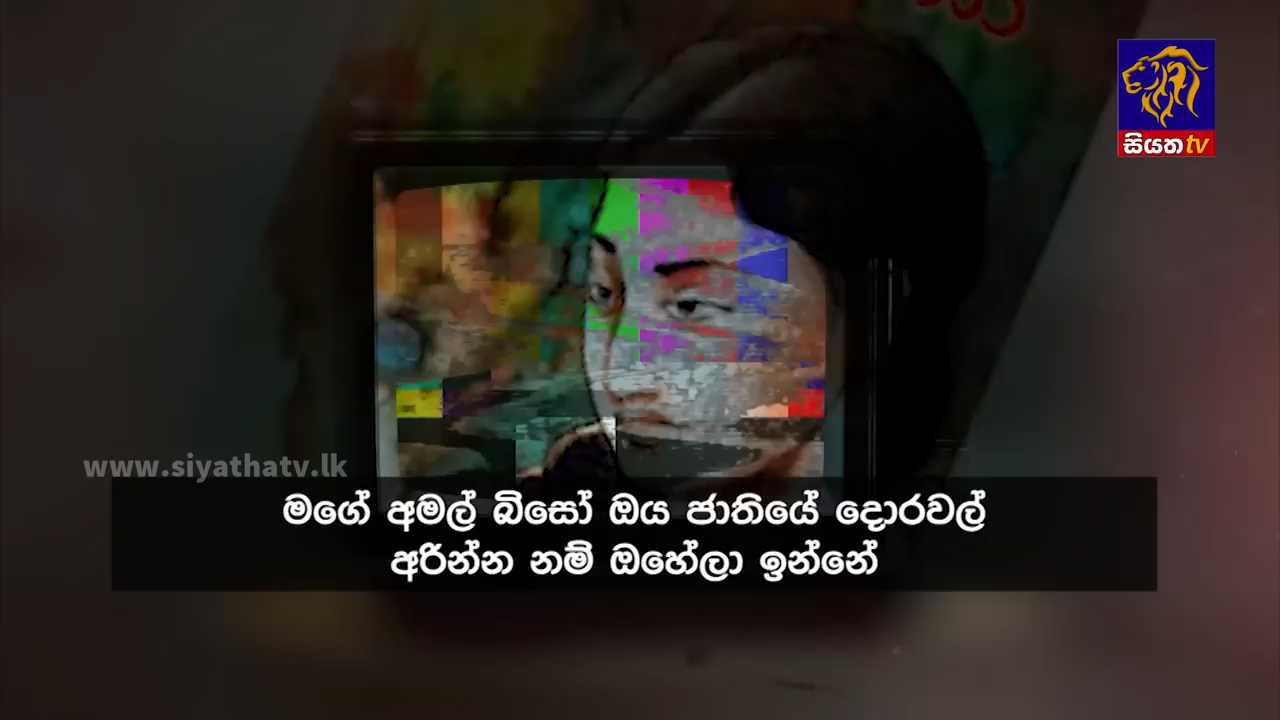 සියත tv
www.siyathatv.lk
මගේ අමල් බිසෝ ඔය ජාතියේ දොරවල්
අරින්න නම් ඔහේලා ඉන්නේ